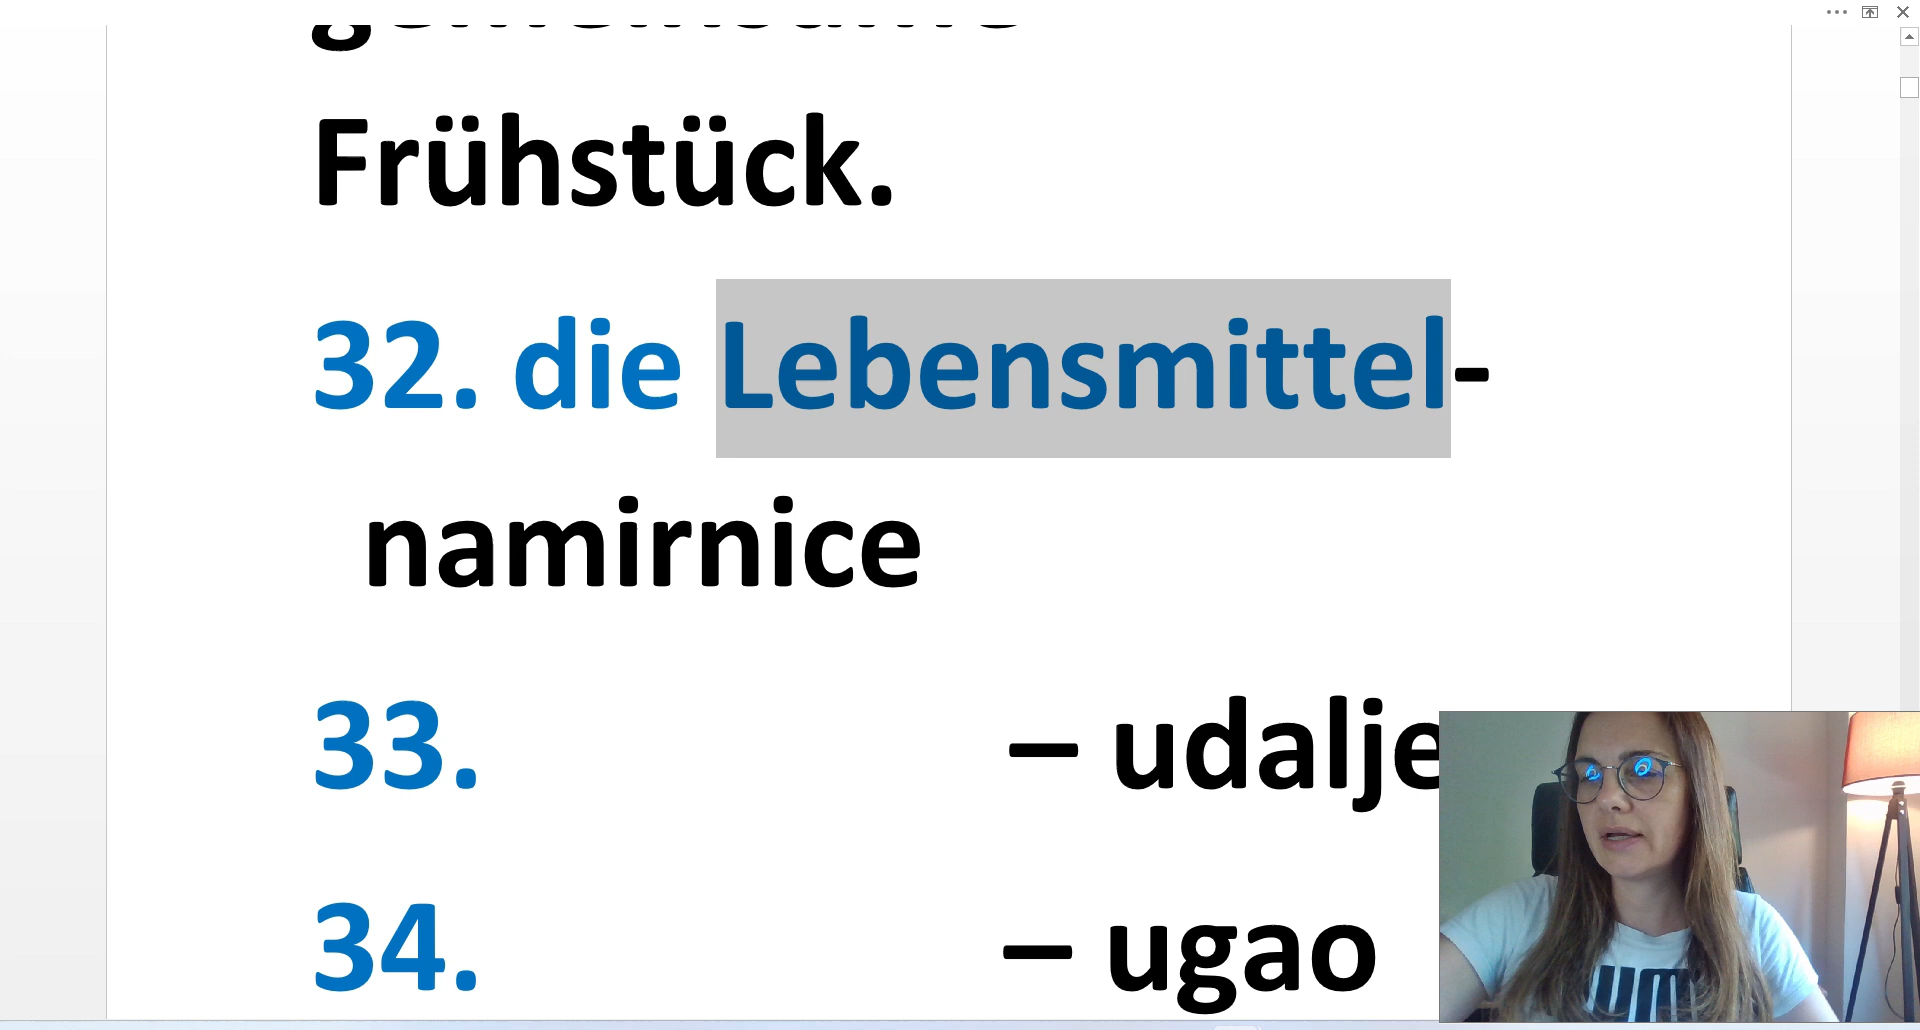 Frühstück.
32. die Lebensmittel-
namirnice
33. – udalje
34. – ugao